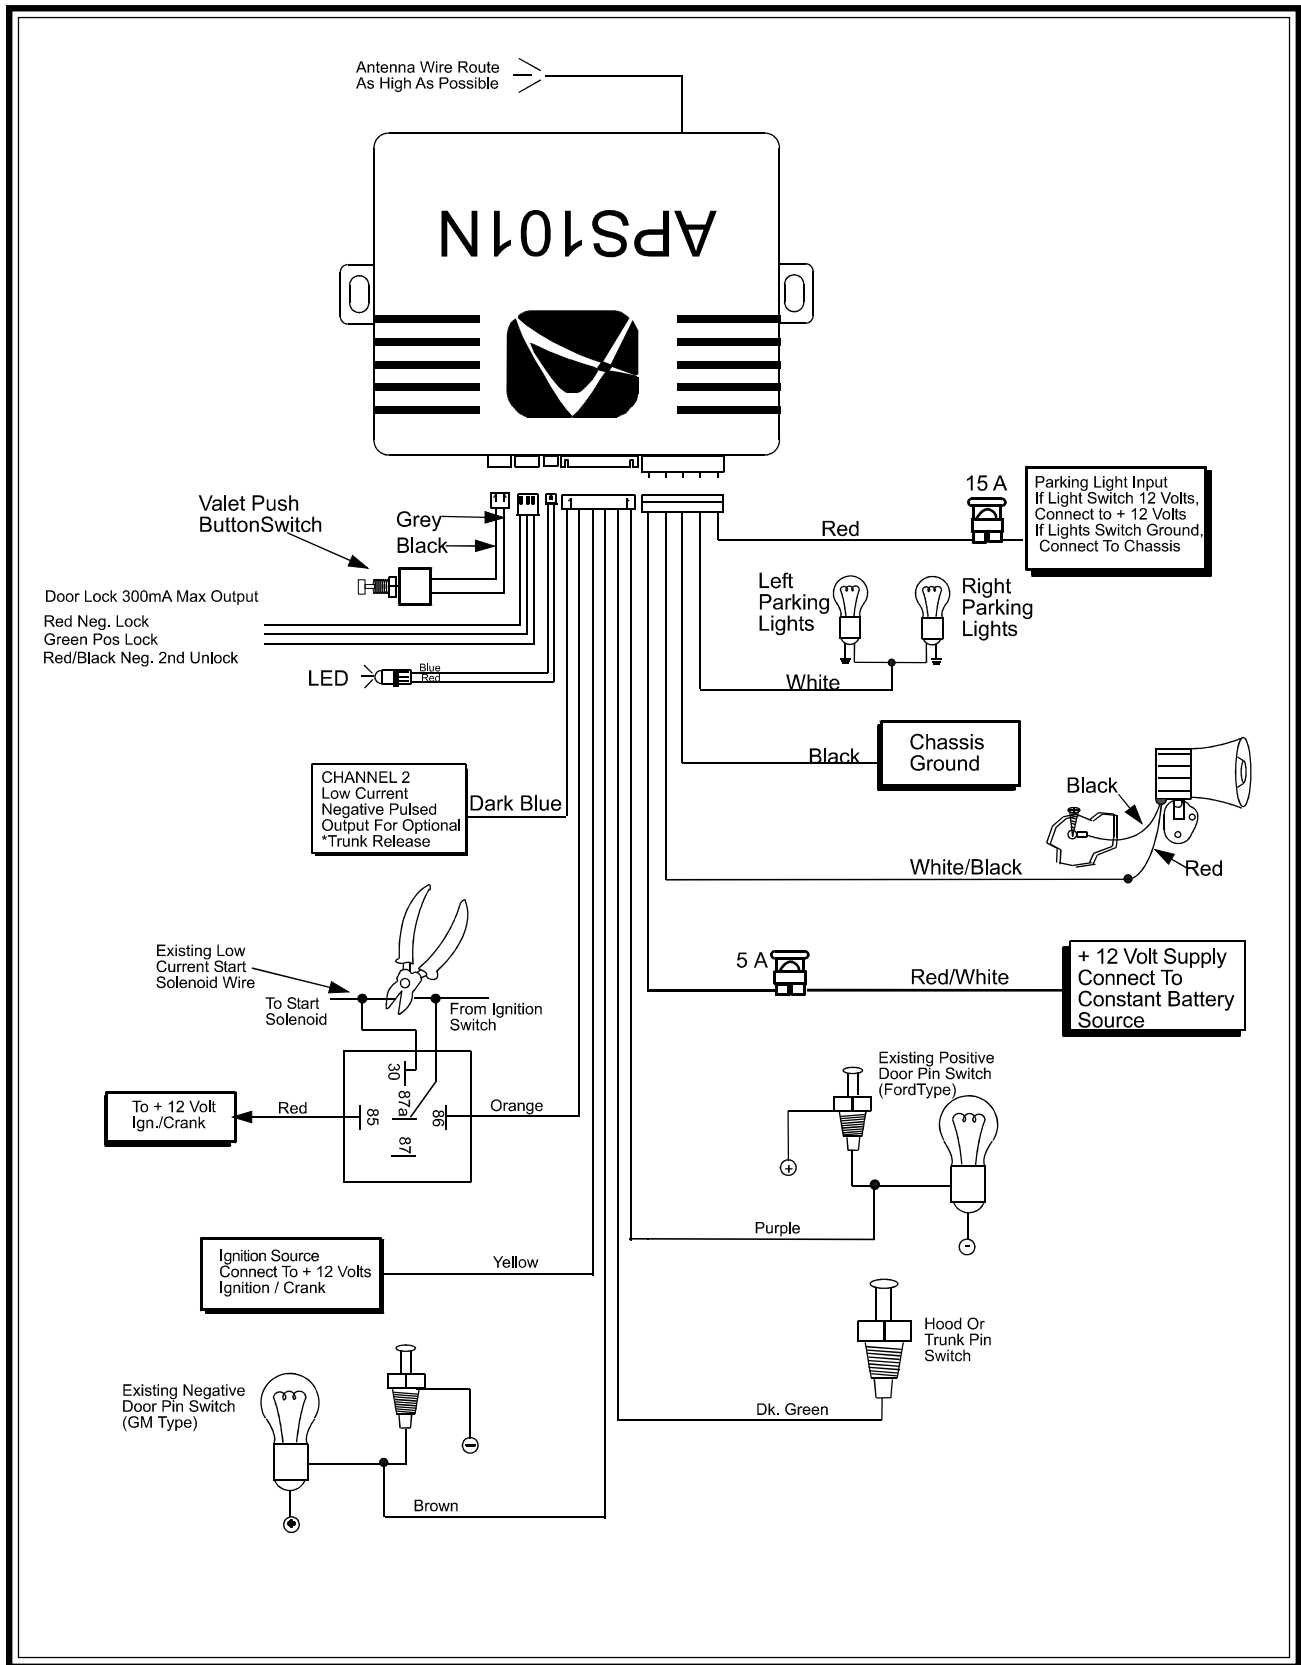 Antenna Wire Route
As High As Possible
APS101N
Valet Push
ButtonSwitch
Grey
Black
Door Lock 300mA Max Output
Red Neg. Lock
Green Pos Lock
Red/Black Neg. 2nd Unlock
LED
Blue
Red
15 A
Red
Parking Light Input
If Light Switch 12 Volts,
Connect to + 12 Volts
If Lights Switch Ground,
Connect To Chassis
Left
Parking
Lights
Right
Parking
Lights
White
Black
Chassis
Ground
CHANNEL 2
Low Current
Negative Pulsed
Output For Optional
*Trunk Release
Dark Blue
Black
White/Black
Red
Existing Low
Current Start
Solenoid Wire
To Start
Solenoid
From Ignition
Switch
5 A
Red/White
+ 12 Volt Supply
Connect To
Constant Battery
Source
To + 12 Volt
Ign./Crank
Red
30
87a
85
86
87
Orange
Existing Positive
Door Pin Switch
(FordType)
+
-
Purple
Ignition Source
Connect To + 12 Volts
Ignition / Crank
Yellow
Hood Or
Trunk Pin
Switch
Dk. Green
Existing Negative
Door Pin Switch
(GM Type)
-
+
Brown